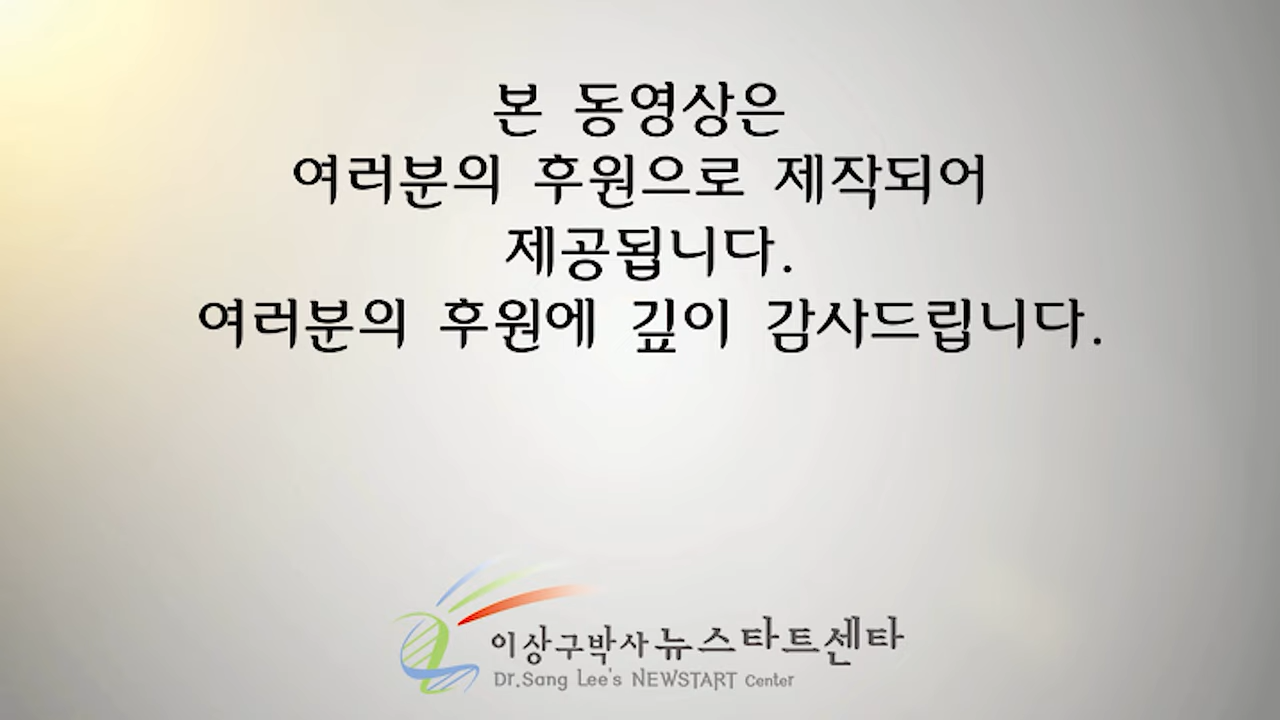 본 동영상은
여러분의 후원으로 제작되어
제공됩니다.
여러분의 후원에 깊이 감사드립니다.
이상구박사 뉴스타트센타
Dr.Sang Lee's NEWSTART Center